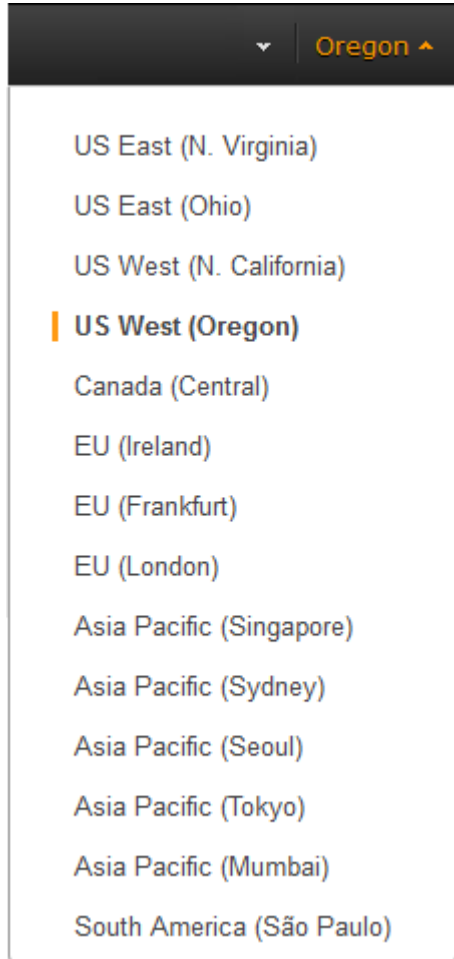 Oregon
US East (N. Virginia)
US East (Ohio)
US West (N. California)
US West (Oregon)
Canada (Central)
EU (Ireland)
EU (Frankfurt)
EU (London)
Asia Pacific (Singapore)
Asia Pacific (Sydney)
Asia Pacific (Seoul)
Asia Pacific (Tokyo)
Asia Pacific (Mumbai)
South America (São Paulo)